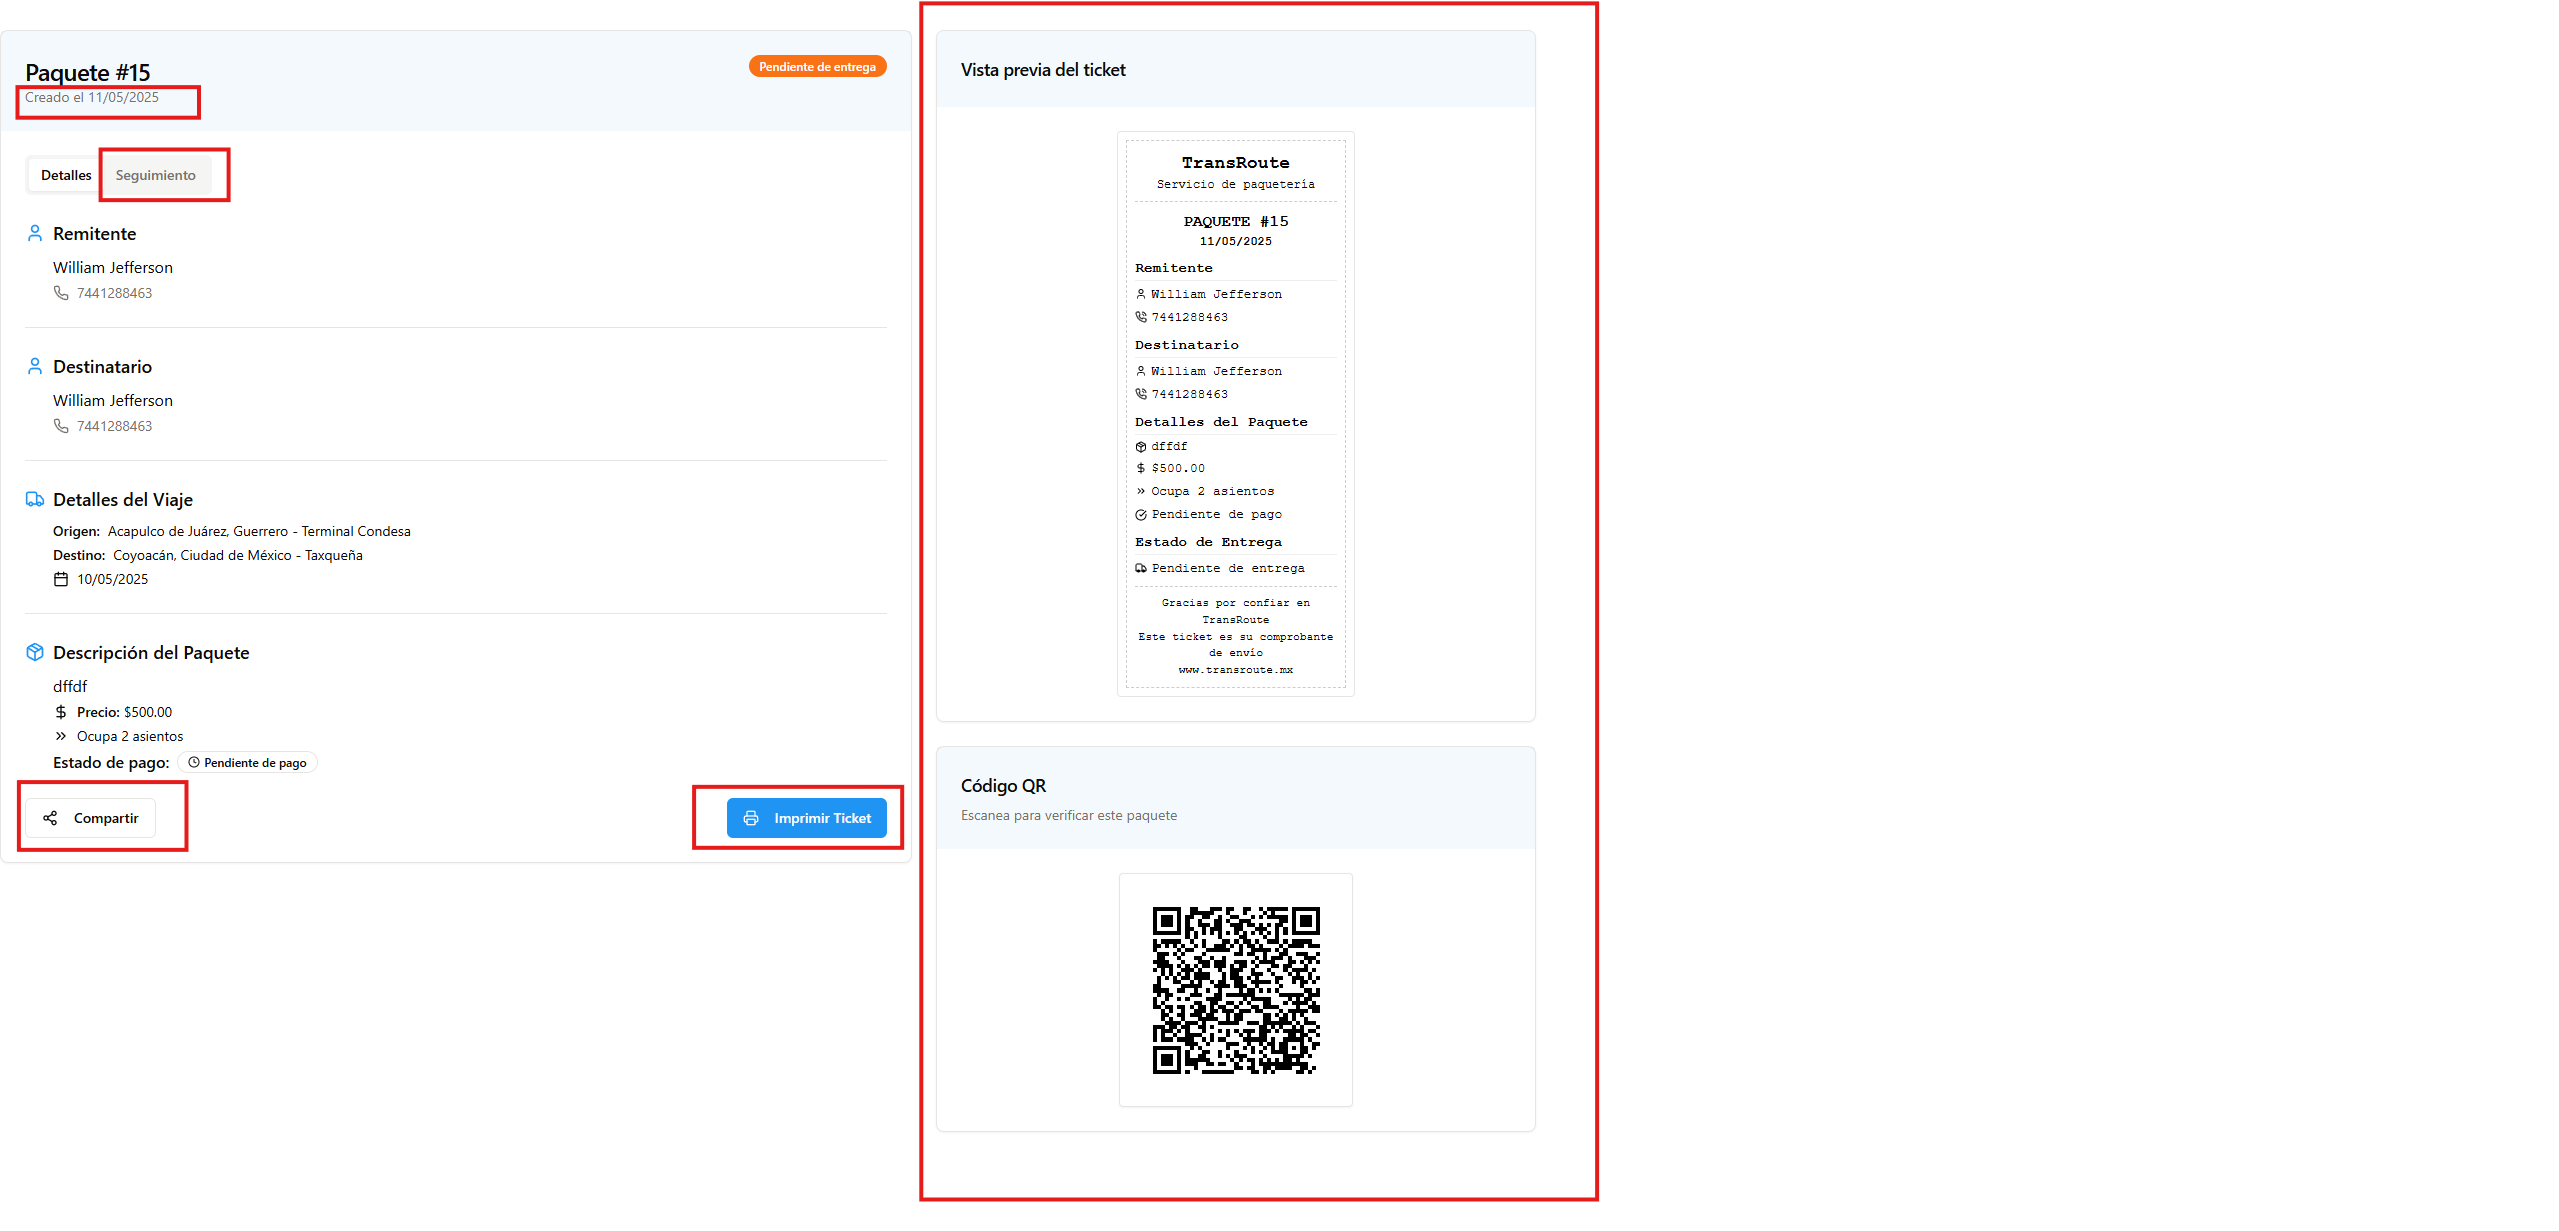 Paquete #15
Creado el 11/05/2025
Pendiente de entrega
Detalles
Seguimiento
Remitente
William Jefferson
7441288463
Destinatario
William Jefferson
7441288463
Detalles del Viaje
Origen: Acapulco de Juárez, Guerrero - Terminal Condesa
Destino: Coyoacán, Ciudad de México - Taxqueña
10/05/2025
Descripción del Paquete
dffdf
Precio: $500.00
Ocupa 2 asientos
Estado de pago: Pendiente de pago
Compartir
Imprimir Ticket
Vista previa del ticket
TransRoute
Servicio de paquetería
PAQUETE #15
11/05/2025
Remitente
William Jefferson
7441288463
Destinatario
William Jefferson
7441288463
Detalles del Paquete
dffdf
$500.00
Ocupa 2 asientos
Pendiente de pago
Estado de Entrega
Pendiente de entrega
Gracias por confiar en
TransRoute
Este ticket es su comprobante
de envío
www.transroute.mx
Código QR
Escanea para verificar este paquete